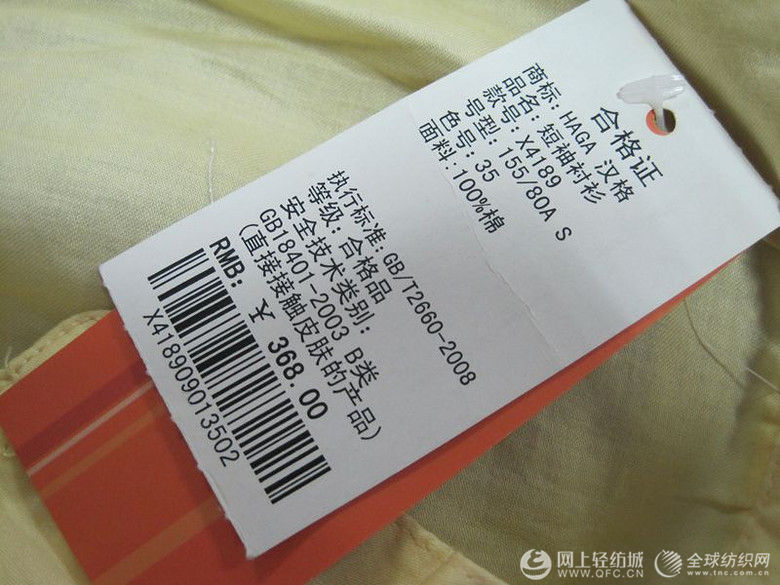 合格证
商标: HAGA 汉格
品名: 短袖衬衫
款号: X4189
号型: 155/80A S
色号: 35
面料: 100%棉
执行标准: GB/T2660-2008
等级: 合格品
安全技术类别:
GB18401-2003 B类
(直接接触皮肤的产品)
RMB: ¥ 368.00
X418909013502
网上轻纺城
www.QFC.CN
全球纺织网
www.tnc.com.cn